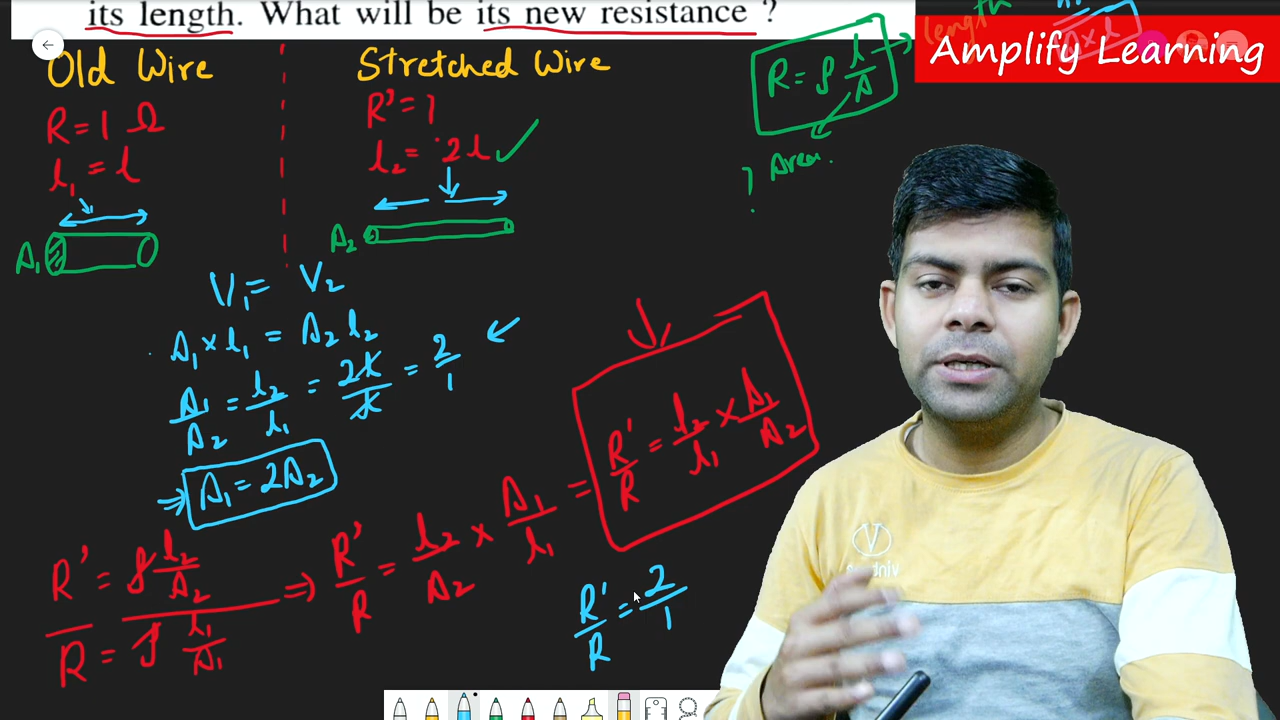 its length. What will be its new resistance ?
Amplify Learning
Old Wire
R = 1 Ω
l₁ = l
A₁
Stretched Wire
R' = ?
l₂ = 2l ✓
A₂
R = ρ l/A
length
? Area.
V₁ = V₂
A₁ × l₁ = A₂ l₂
A₁/A₂ = l₂/l₁ = 2l/l = 2/1
⇒ A₁ = 2A₂
R' = ρ l₂/A₂
R = ρ l₁/A₁
⇒ R'/R = l₂/A₂ × A₁/l₁ = R'/R = l₂/l₁ × A₁/A₂
R'/R = 2/1